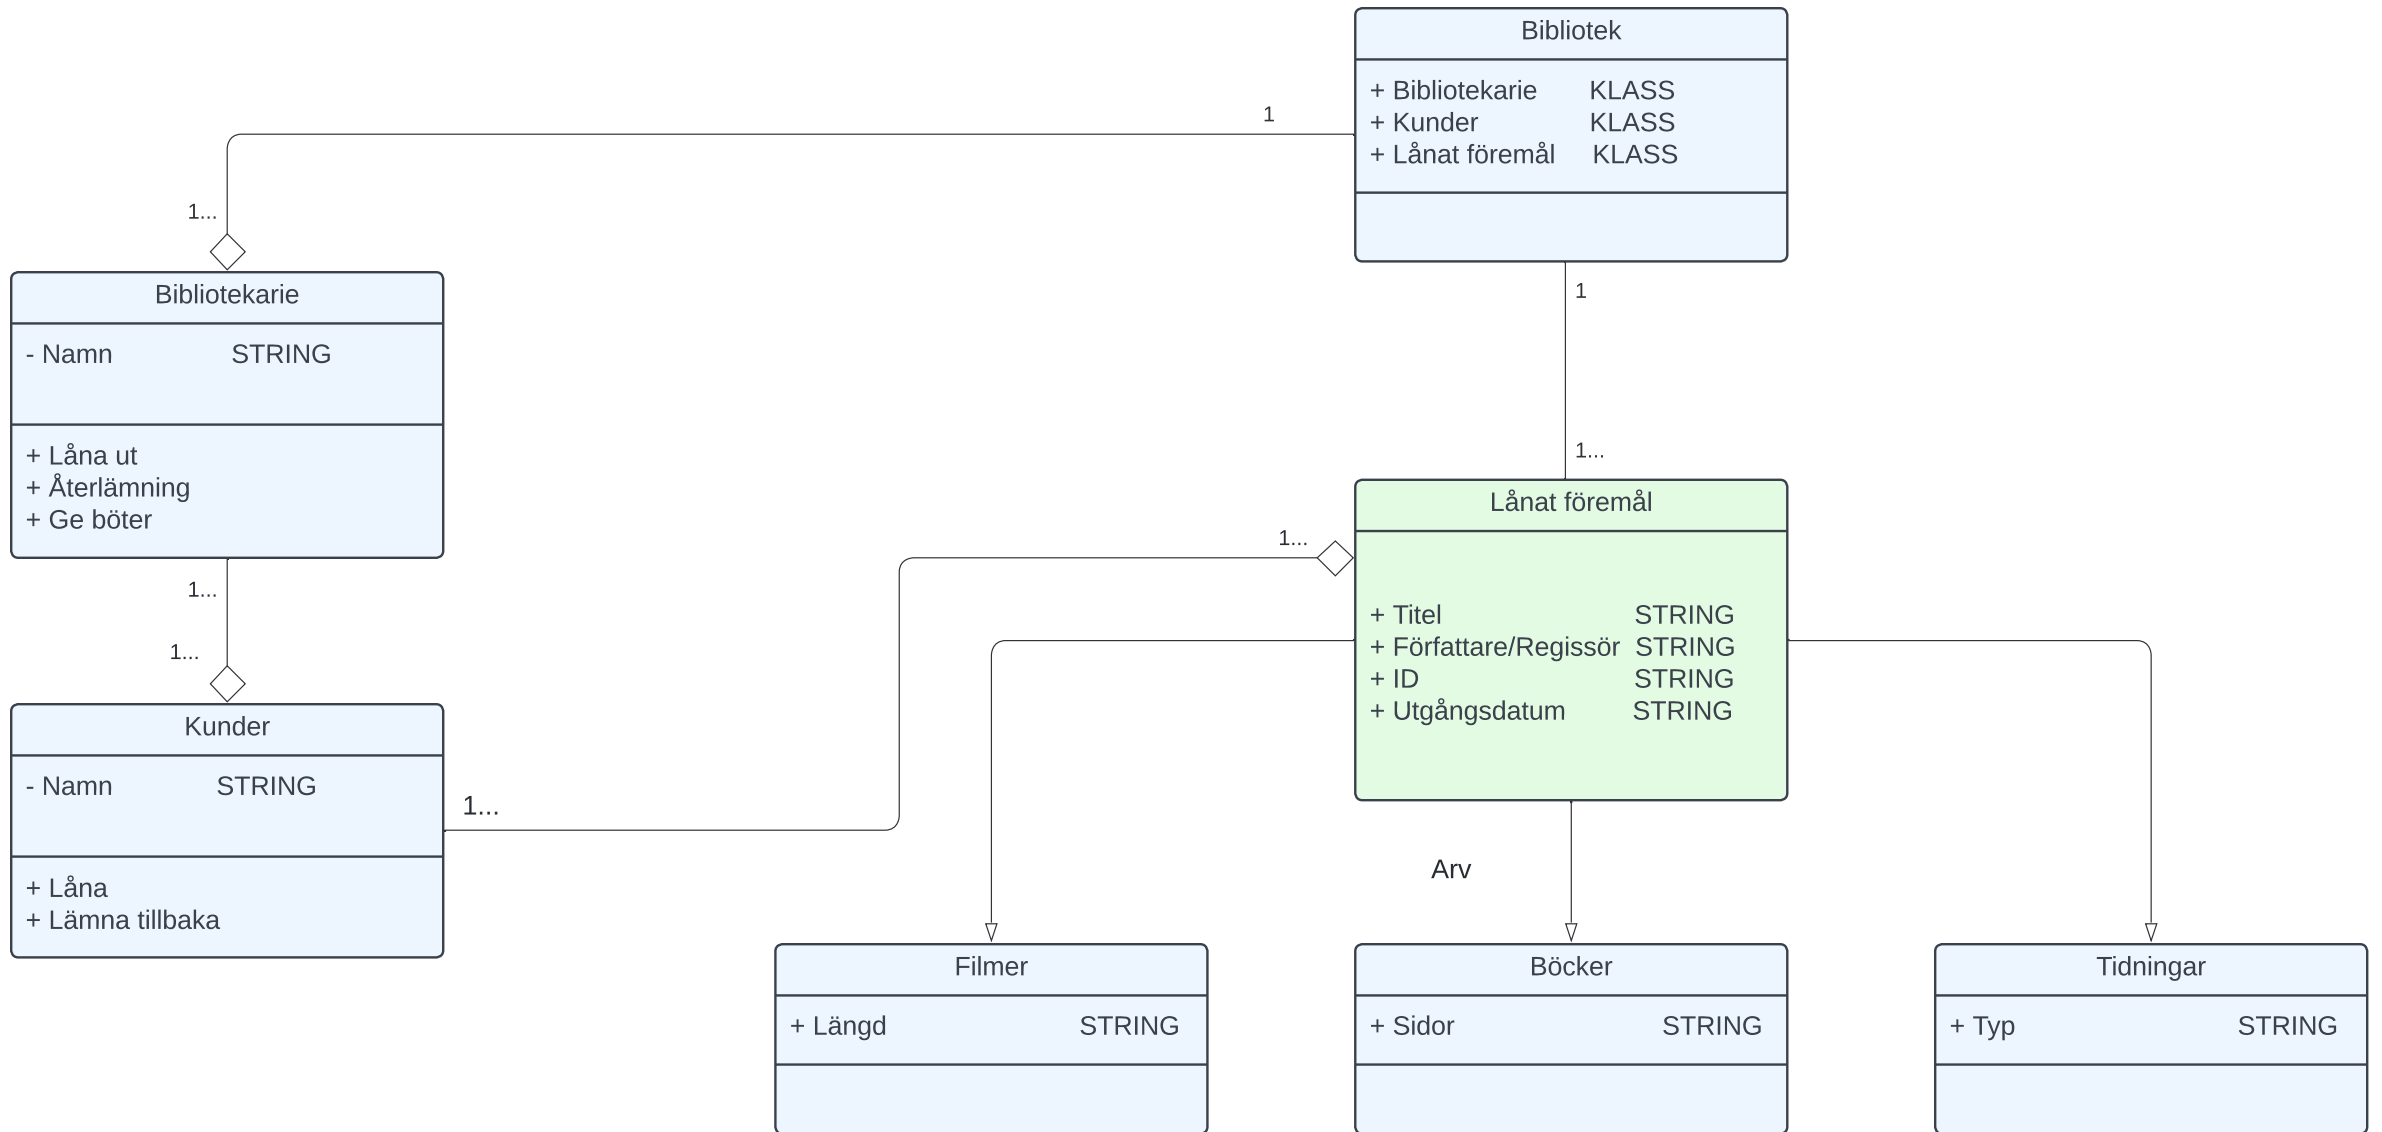 Bibliotek
+ Bibliotekarie KLASS
+ Kunder KLASS
+ Lånat föremål KLASS
1
1...
1
1...
Bibliotekarie
- Namn STRING
+ Låna ut
+ Återlämning
+ Ge böter
1...
1...
Kunder
- Namn STRING
+ Låna
+ Lämna tillbaka
1...
1...
Lånat föremål
+ Titel STRING
+ Författare/Regissör STRING
+ ID STRING
+ Utgångsdatum STRING
Arv
Filmer
+ Längd STRING
Böcker
+ Sidor STRING
Tidningar
+ Typ STRING